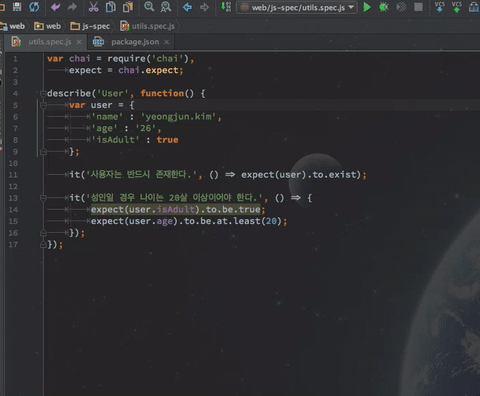 web/js-spec/utils.spec.js
VCS VCS
web web js-spec utils.spec.js
utils.spec.js package.json
1 var chai = require('chai'),
2 expect = chai.expect;
3
4 describe('User', function() {
5 var user = {
6 'name' : 'yeongjun.kim',
7 'age' : '26',
8 'isAdult' : true
9 };
10
11 it('사용자는 반드시 존재한다.', () => expect(user).to.exist);
12
13 it('성인일 경우 나이는 20살 이상이어야 한다.', () => {
14 expect(user.isAdult).to.be.true;
15 expect(user.age).to.be.at.least(20);
16 });
17 });